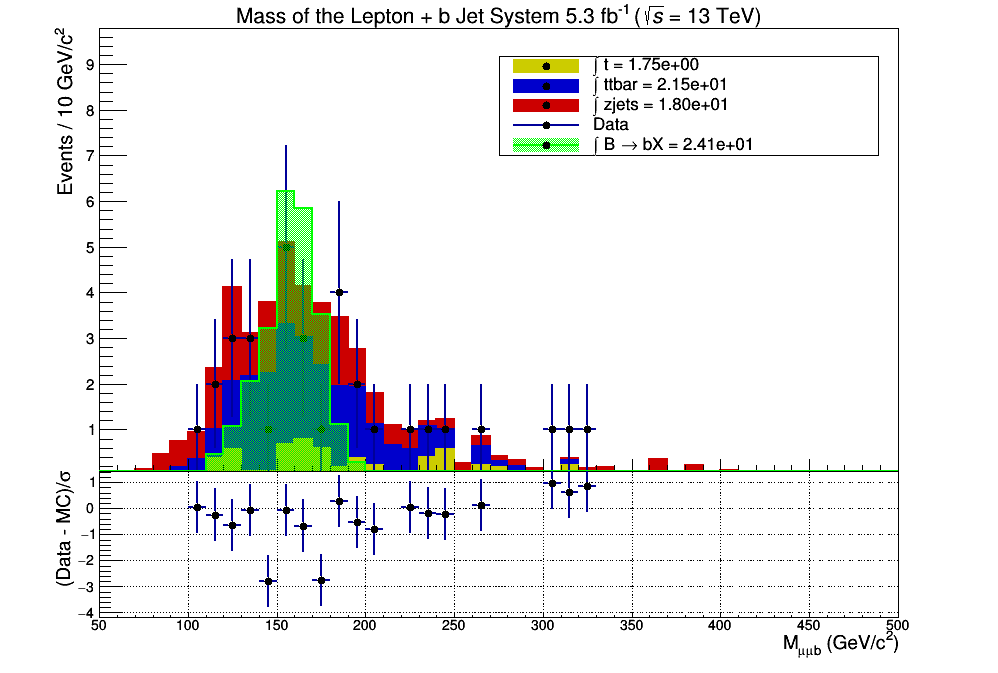 Mass of the Lepton + b Jet System 5.3 fb⁻¹ (√s = 13 TeV)
Events / 10 GeV/c²
9
8
7
6
5
4
3
2
1
∫ t = 1.75e+00
∫ ttbar = 2.15e+01
∫ zjets = 1.80e+01
Data
∫ B → bX = 2.41e+01
(Data - MC)/σ
1
0
−1
−2
−3
−4
50 100 150 200 250 300 350 400 450 500
M_μμb (GeV/c²)